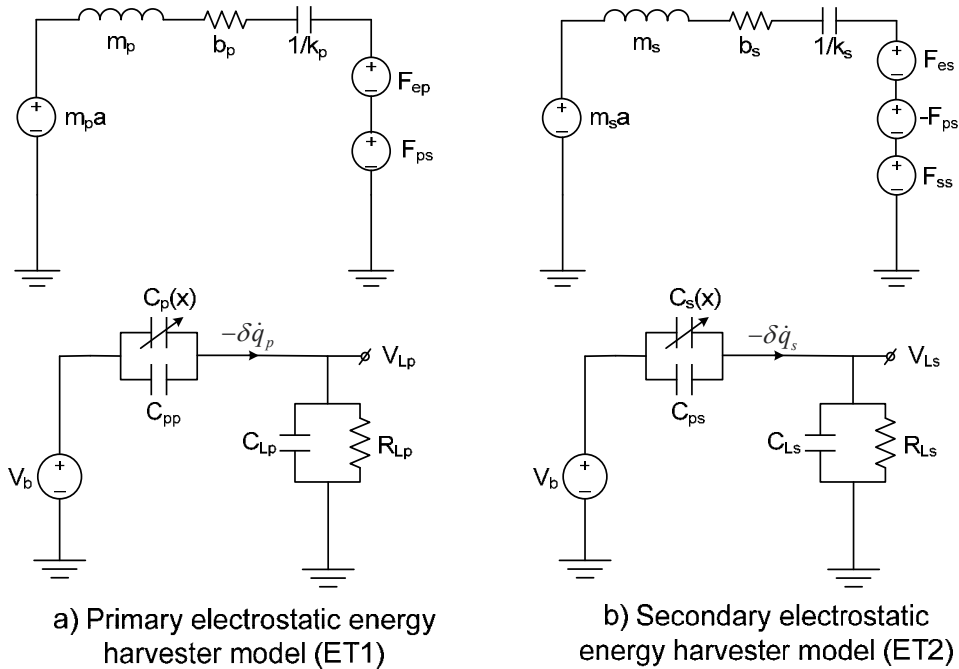 m_p b_p 1/k_p
m_pa
+
−
F_ep
+
−
F_ps
+
−
m_s b_s 1/k_s
m_sa
+
−
F_es
+
−
-F_ps
+
−
F_ss
+
−
C_p(x)
−δq̇_p
V_Lp
C_pp
C_Lp R_Lp
V_b
+
−
C_s(x)
−δq̇_s
V_Ls
C_ps
C_Ls R_Ls
V_b
+
−
a) Primary electrostatic energy
harvester model (ET1)
b) Secondary electrostatic
energy harvester model (ET2)